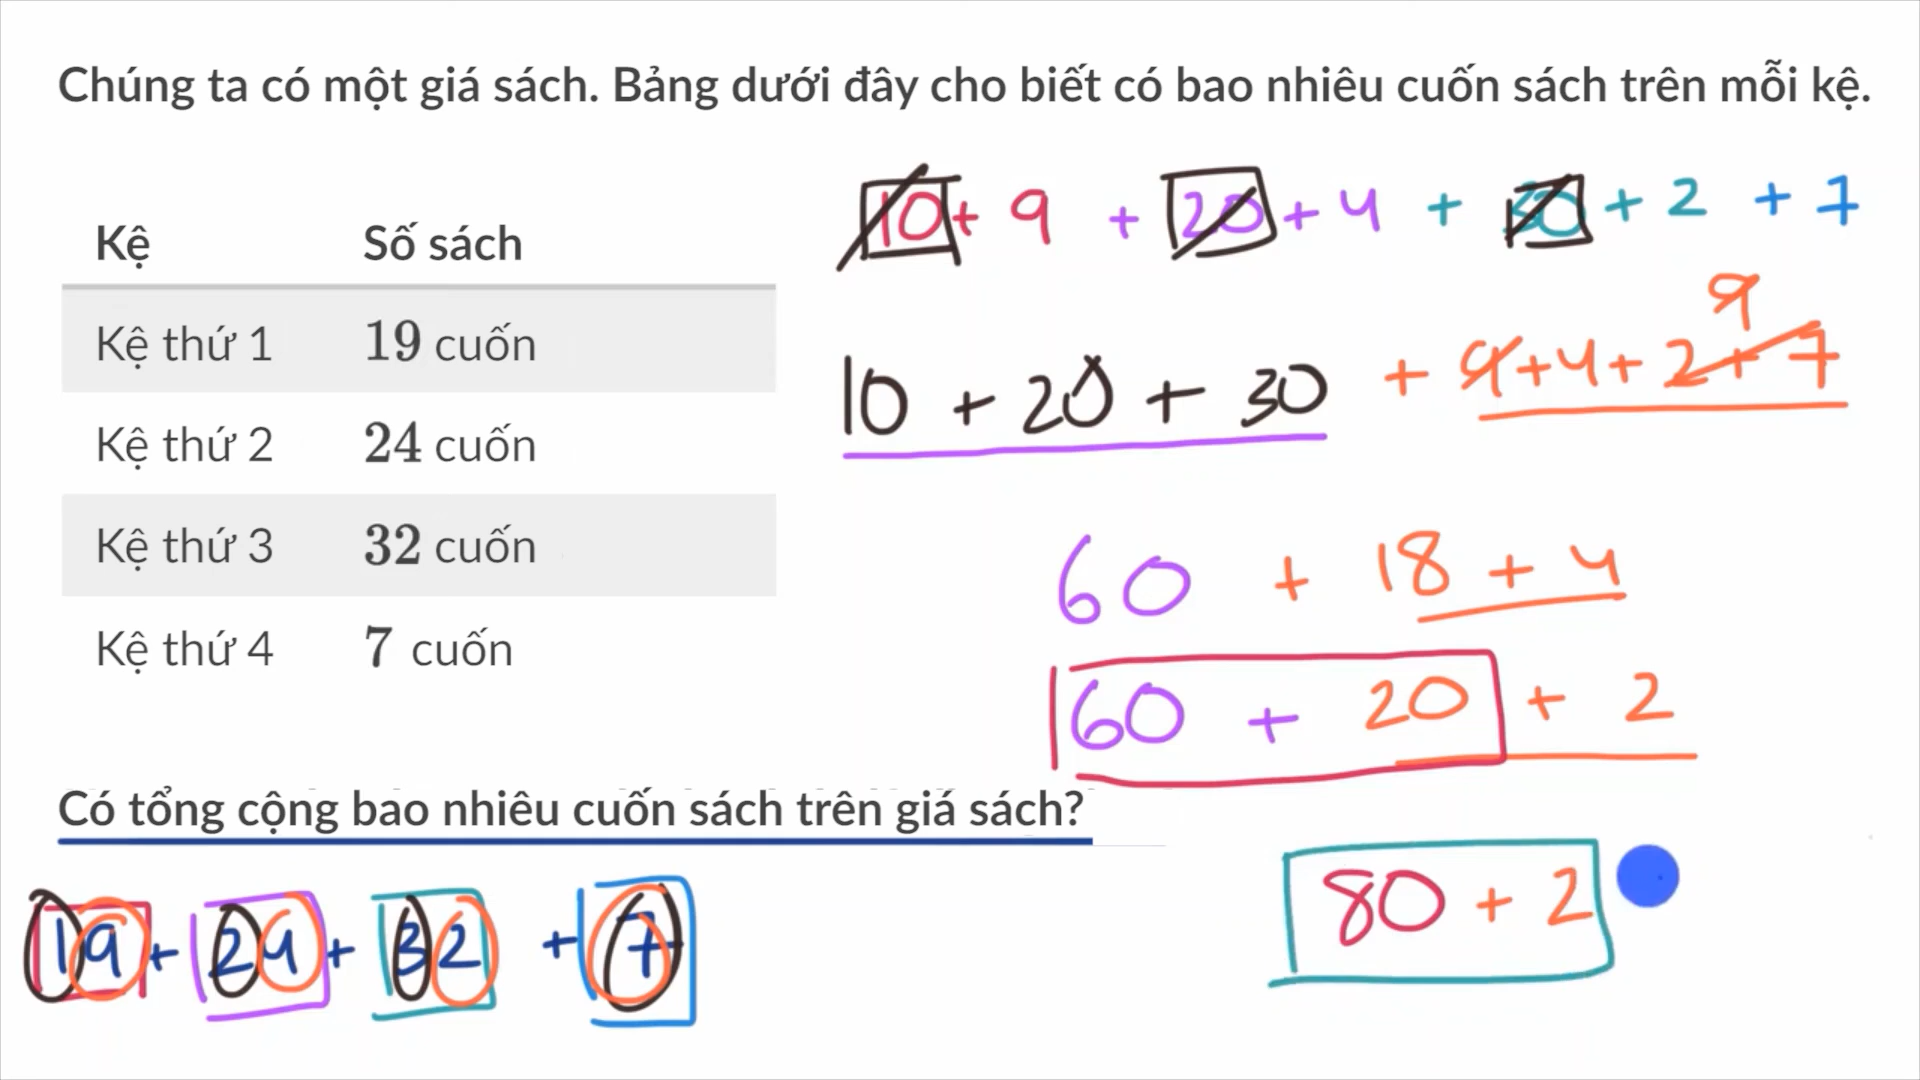 Chúng ta có một giá sách. Bảng dưới đây cho biết có bao nhiêu cuốn sách trên mỗi kệ.
10 + 9 + 20 + 4 + 30 + 2 + 7
Kệ Số sách
Kệ thứ 1 19 cuốn
Kệ thứ 2 24 cuốn
Kệ thứ 3 32 cuốn
Kệ thứ 4 7 cuốn
9
10 + 20 + 30 + 9 + 4 + 2 + 7
60 + 18 + 4
60 + 20 + 2
Có tổng cộng bao nhiêu cuốn sách trên giá sách?
80 + 2
19 + 24 + 32 + 7